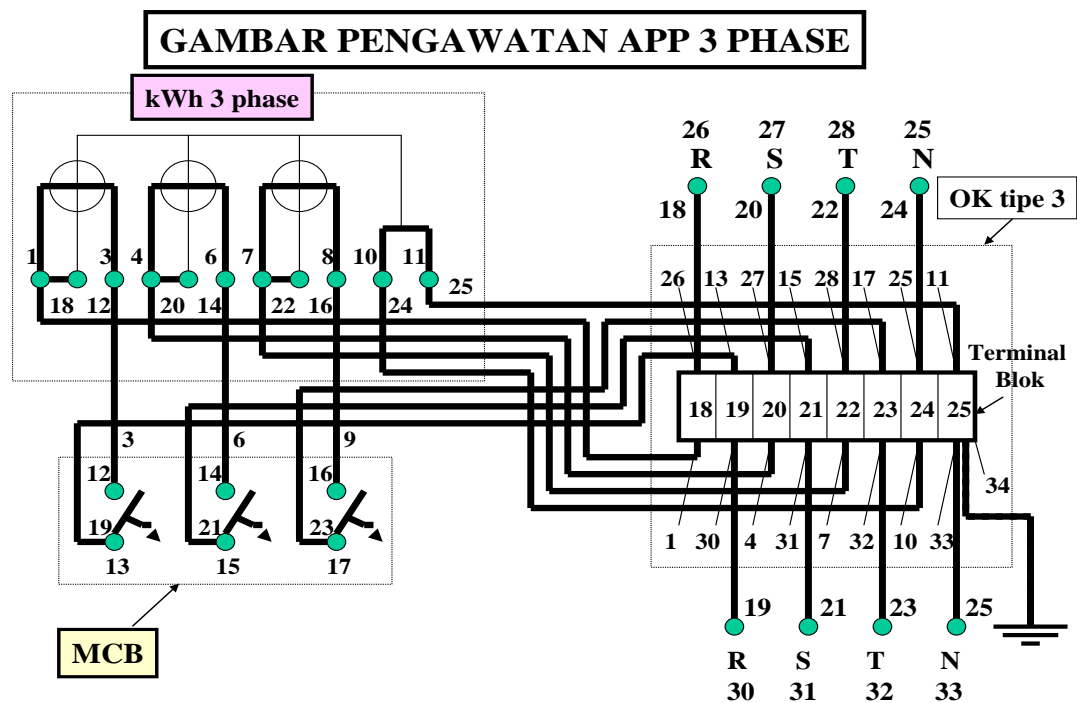 GAMBAR PENGAWATAN APP 3 PHASE
kWh 3 phase
26 27 28 25
R S T N
OK tipe 3
18 20 22 24
1 3 4 6 7 8 10 11
18 12 20 14 22 16 24 25
26 13 27 15 28 17 25 11
Terminal
Blok
18 19 20 21 22 23 24 25
3 6 9
12 14 16
34
19 21 23
1 30 4 31 7 32 10 33
13 15 17
19 21 23 25
MCB
R S T N
30 31 32 33